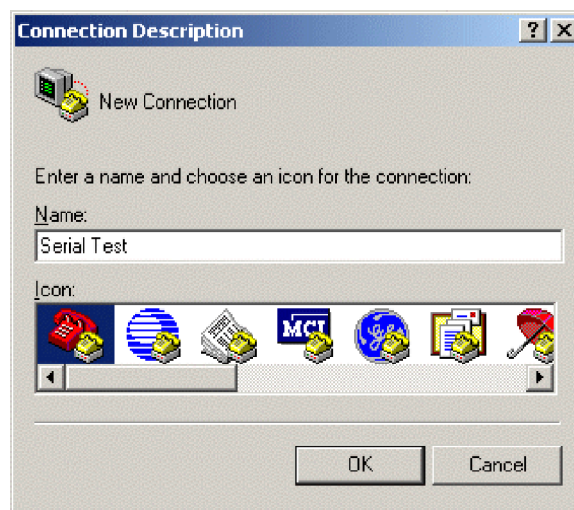 Connection Description
New Connection
Enter a name and choose an icon for the connection:
Name:
Serial Test
Icon:
MCI
OK Cancel